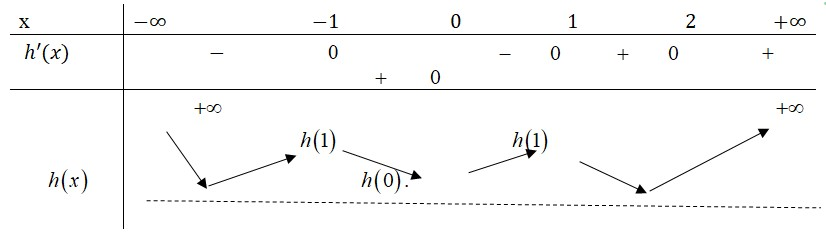 x −∞ −1 0 1 2 +∞
h′(x) − 0 − 0 + 0 +
+ 0
+∞ +∞
h(1) h(1)
h(x) h(0).